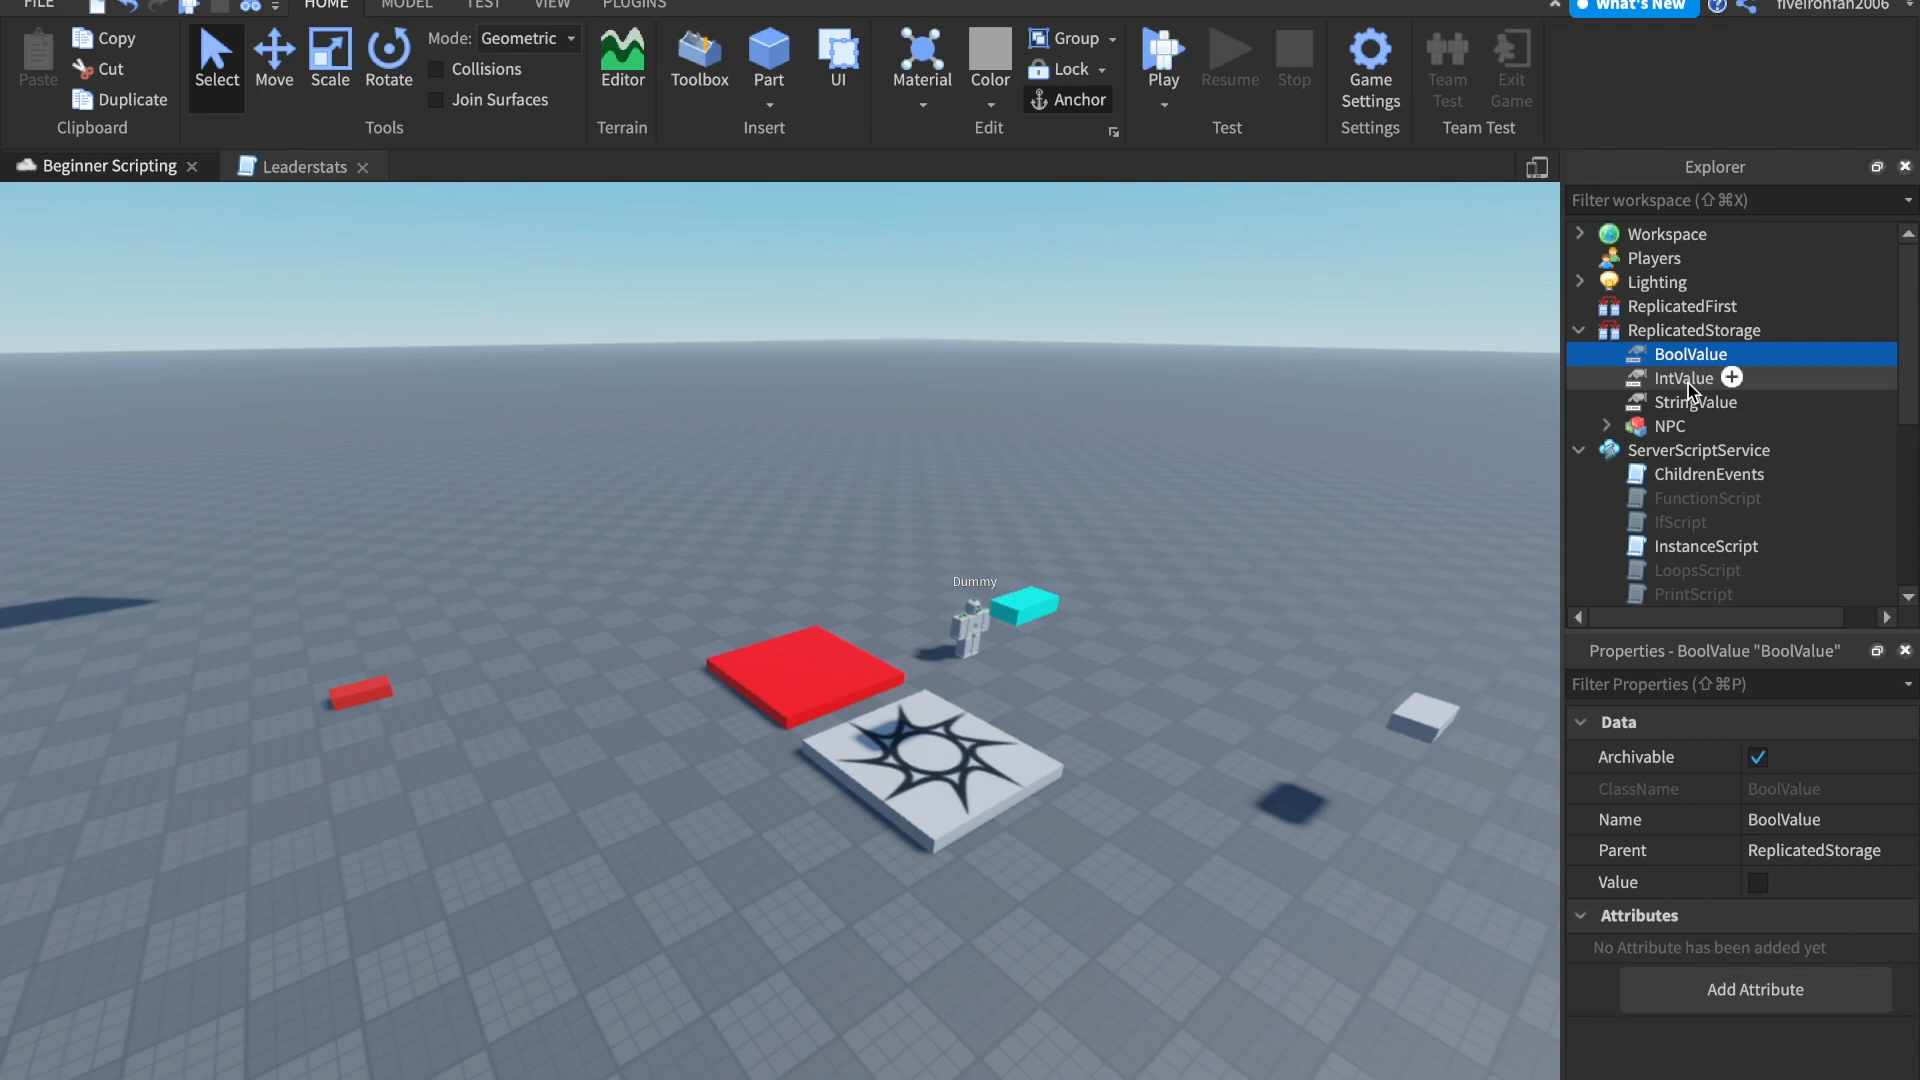 FILE
HOME
MODEL
TEST
VIEW
PLUGINS
What's New
fiveironfan2006
Paste
Copy
Cut
Duplicate
Clipboard
Select
Move
Scale
Rotate
Mode: Geometric
Collisions
Join Surfaces
Tools
Editor
Terrain
Toolbox
Part
UI
Insert
Material
Color
Group
Lock
Anchor
Edit
Play
Resume
Stop
Test
Game
Settings
Settings
Team
Test
Exit
Game
Team Test
Beginner Scripting
Leaderstats
Dummy
Explorer
Filter workspace (⇧⌘X)
Workspace
Players
Lighting
ReplicatedFirst
ReplicatedStorage
BoolValue
IntValue
StringValue
NPC
ServerScriptService
ChildrenEvents
FunctionScript
IfScript
InstanceScript
LoopsScript
PrintScript
Properties - BoolValue "BoolValue"
Filter Properties (⇧⌘P)
Data
Archivable
ClassName BoolValue
Name BoolValue
Parent ReplicatedStorage
Value
Attributes
No Attribute has been added yet
Add Attribute